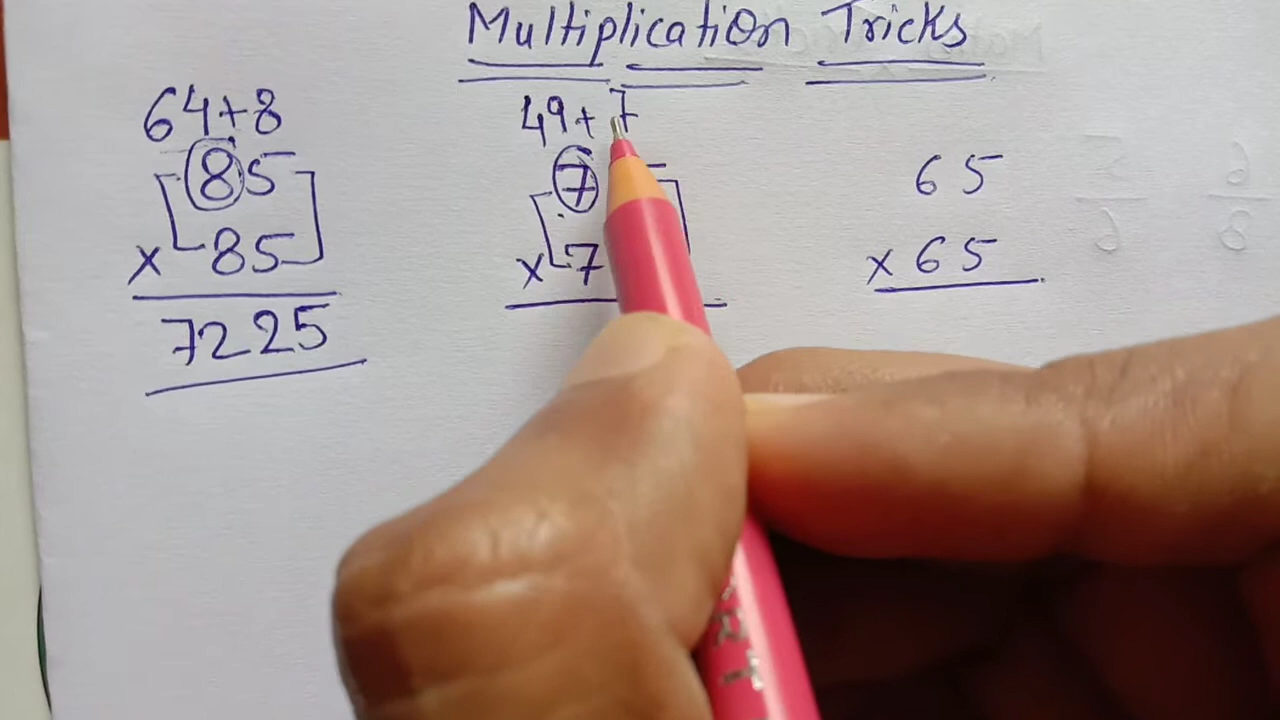 Multiplication Tricks
64+8
85
x 85
7225
49+7
7
x 7
65
x 65